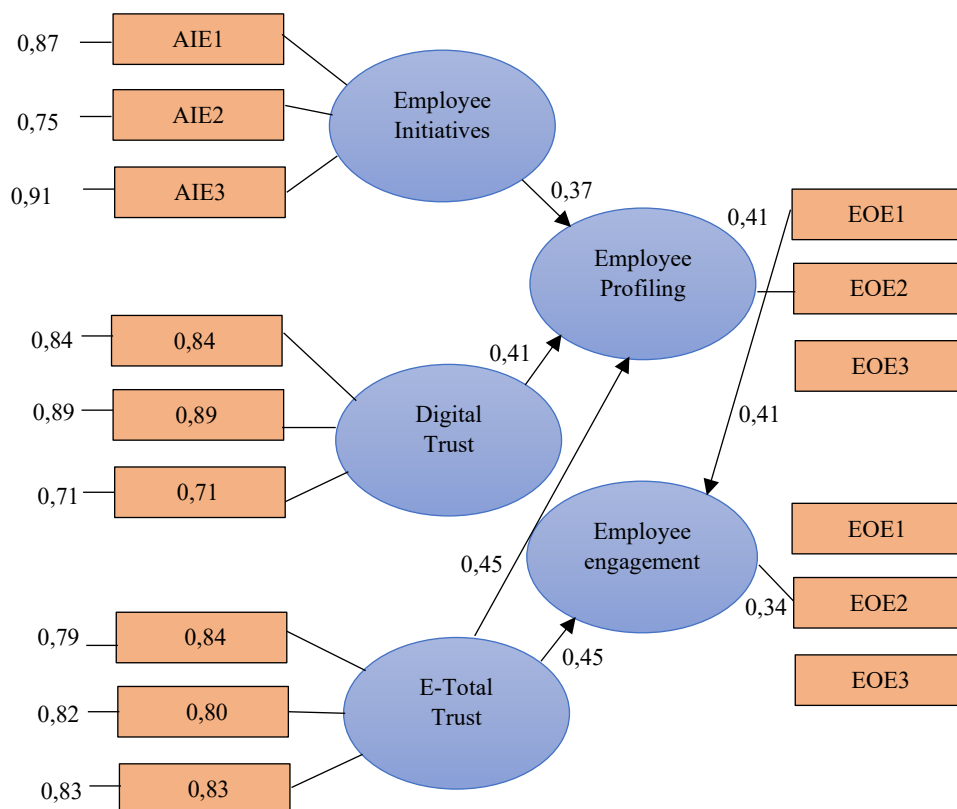 0,87
AIE1
0,75
AIE2
0,91
AIE3
Employee
Initiatives
0,37
Employee
Profiling
0,41
EOE1
EOE2
EOE3
0,84
0,84
0,89
0,89
0,71
0,71
Digital
Trust
0,41
0,41
Employee
engagement
0,34
EOE1
EOE2
EOE3
0,45
0,45
0,79
0,84
0,82
0,80
0,83
0,83
E-Total
Trust